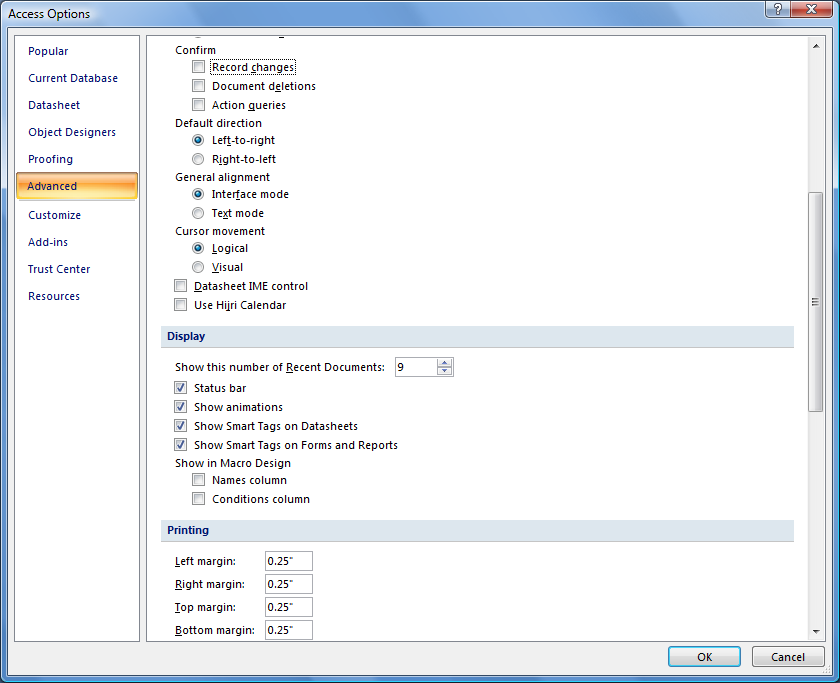 Access Options
Popular
Current Database
Datasheet
Object Designers
Proofing
Advanced
Customize
Add-ins
Trust Center
Resources
Confirm
Record changes
Document deletions
Action queries
Default direction
Left-to-right
Right-to-left
General alignment
Interface mode
Text mode
Cursor movement
Logical
Visual
Datasheet IME control
Use Hijri Calendar
Display
Show this number of Recent Documents: 9
Status bar
Show animations
Show Smart Tags on Datasheets
Show Smart Tags on Forms and Reports
Show in Macro Design
Names column
Conditions column
Printing
Left margin: 0.25"
Right margin: 0.25"
Top margin: 0.25"
Bottom margin: 0.25"
OK Cancel